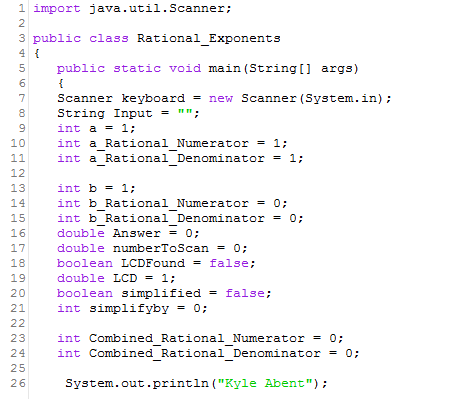 1 import java.util.Scanner;
2
3 public class Rational_Exponents
4 {
5 public static void main(String[] args)
6 {
7 Scanner keyboard = new Scanner(System.in);
8 String Input = "";
9 int a = 1;
10 int a_Rational_Numerator = 1;
11 int a_Rational_Denominator = 1;
12
13 int b = 1;
14 int b_Rational_Numerator = 0;
15 int b_Rational_Denominator = 0;
16 double Answer = 0;
17 double numberToScan = 0;
18 boolean LCDFound = false;
19 double LCD = 1;
20 boolean simplified = false;
21 int simplifyby = 0;
22
23 int Combined_Rational_Numerator = 0;
24 int Combined_Rational_Denominator = 0;
25
26 System.out.println("Kyle Abent");